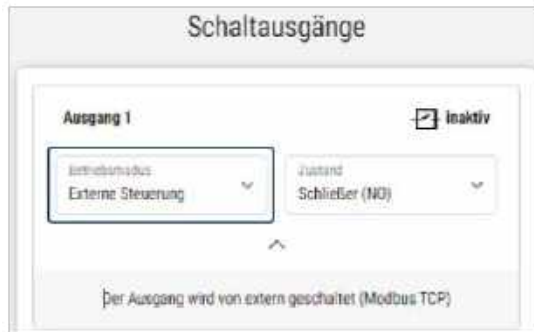 Schaltausgänge
Ausgang 1
inaktiv
Betriebsmodus
Zustand
Externe Steuerung
Schließer (NO)
Der Ausgang wird von extern geschaltet (Modbus TCP)